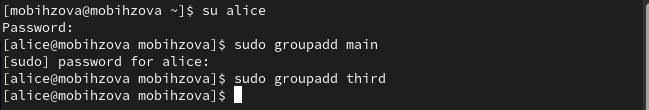 [mobihzova@mobihzova ~]$ su alice
Password:
[alice@mobihzova mobihzova]$ sudo groupadd main
[sudo] password for alice:
[alice@mobihzova mobihzova]$ sudo groupadd third
[alice@mobihzova mobihzova]$